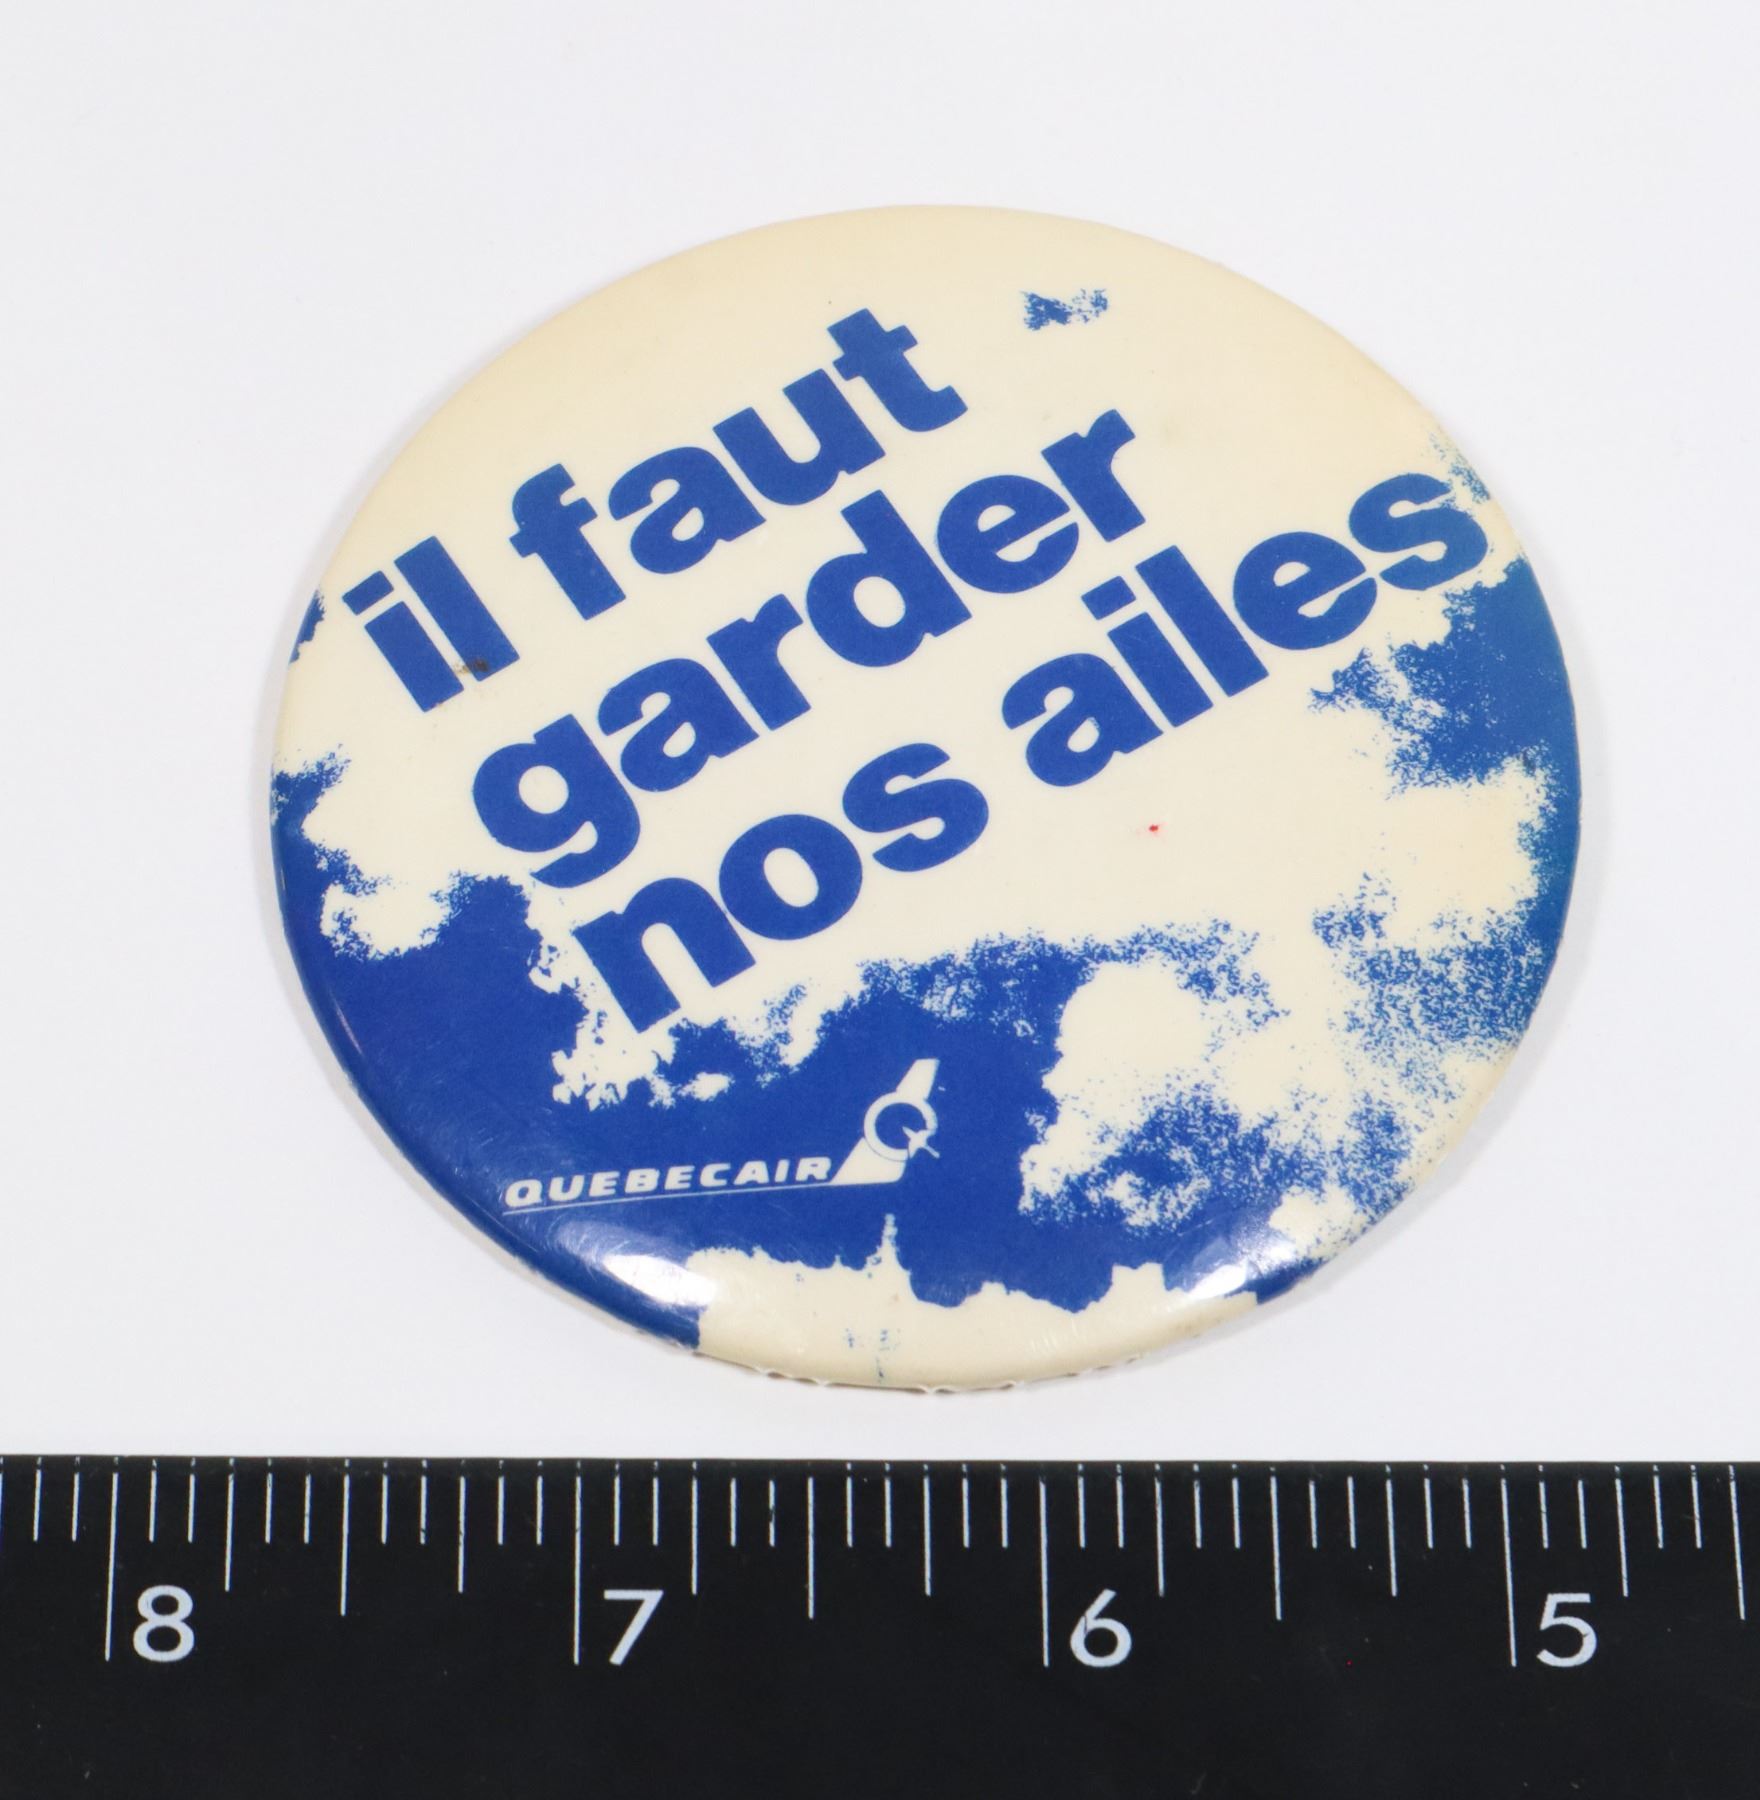 il faut
garder
nos ailes
QUEBECAIR
8 7 6 5